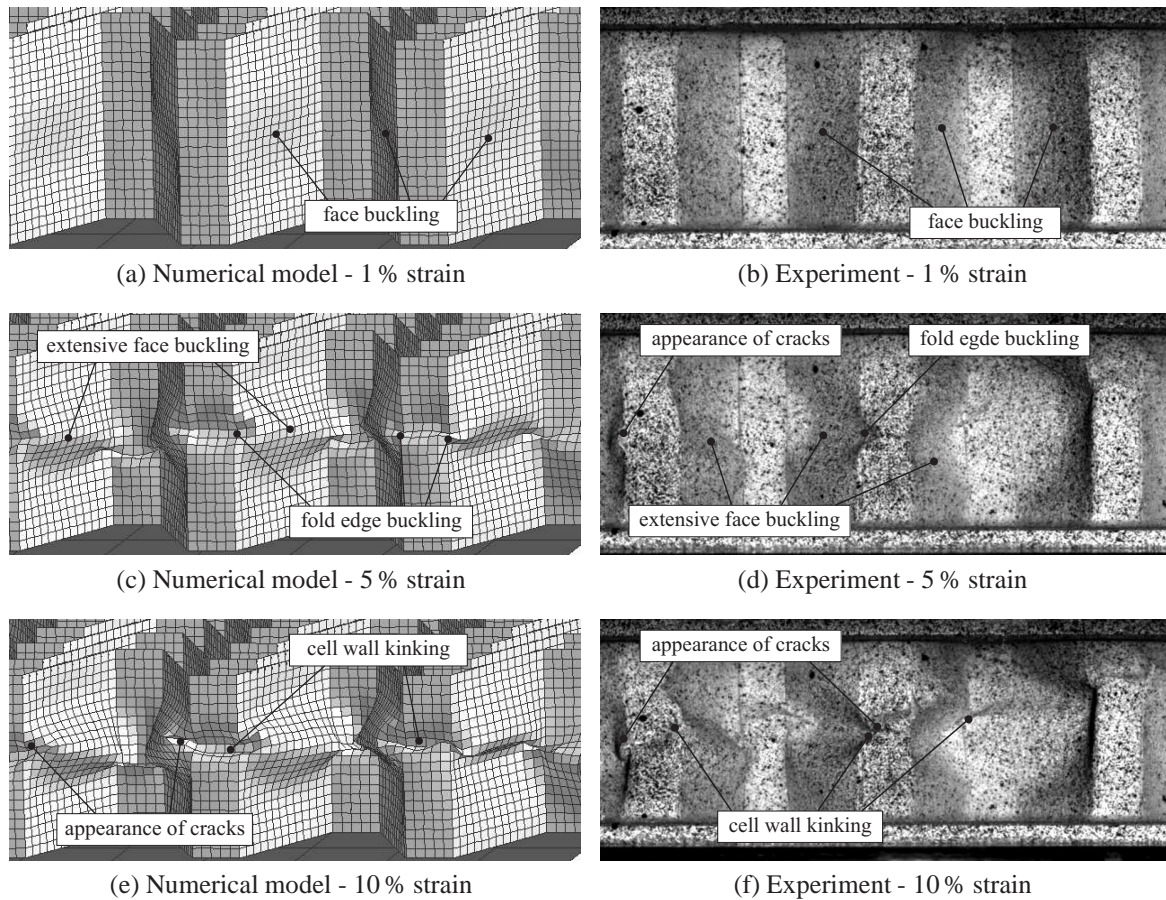 face buckling
face buckling
(a) Numerical model - 1 % strain
(b) Experiment - 1 % strain
extensive face buckling
fold edge buckling
appearance of cracks
fold egde buckling
extensive face buckling
(c) Numerical model - 5 % strain
(d) Experiment - 5 % strain
cell wall kinking
appearance of cracks
appearance of cracks
cell wall kinking
(e) Numerical model - 10 % strain
(f) Experiment - 10 % strain